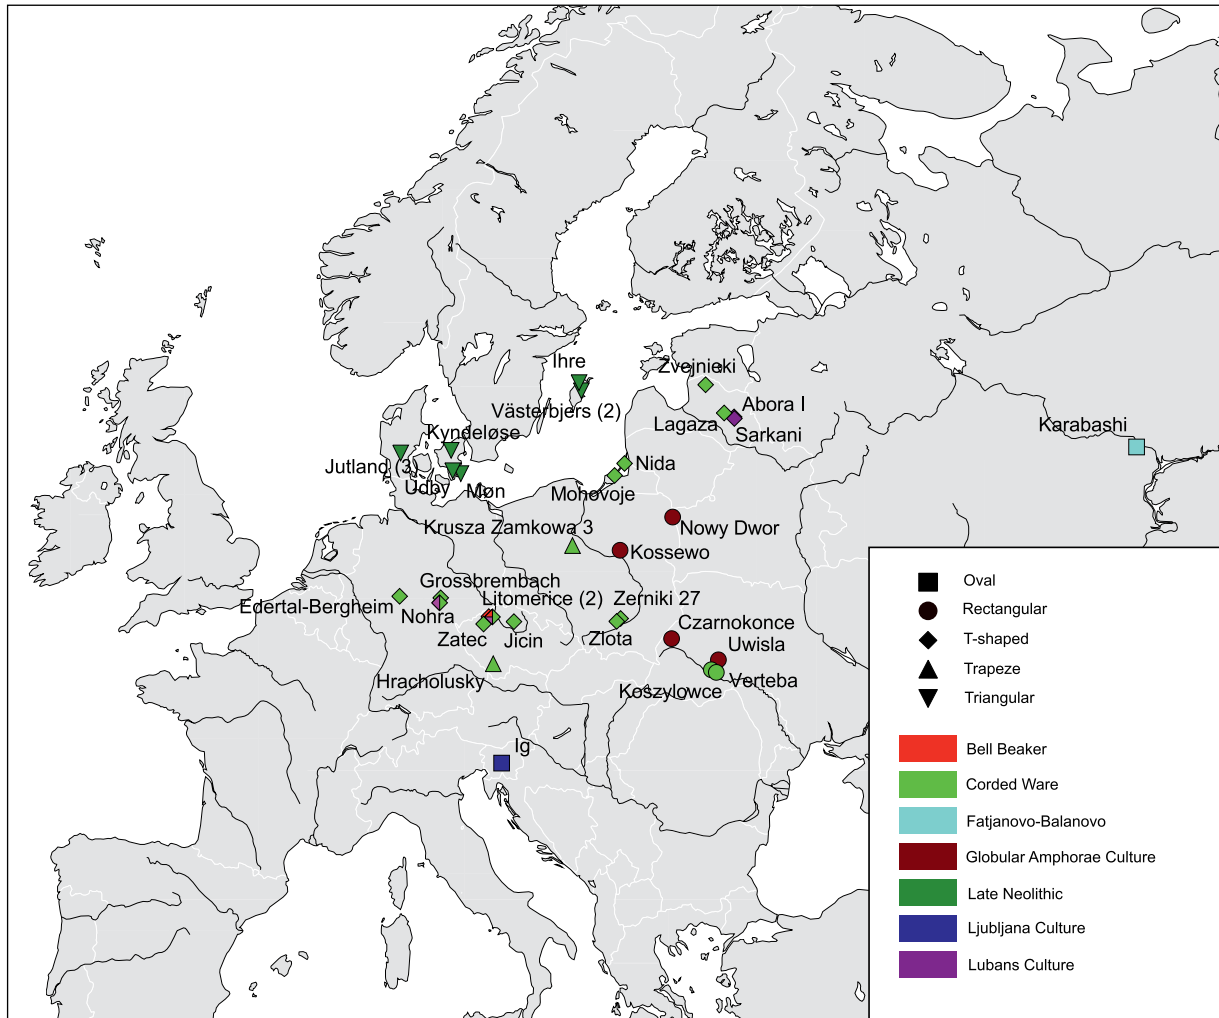 Ihre
Zvejnieki
Västerbjers (2)
Abora I
Lagaza
Sarkani
Karabashi
Kyndeløse
Jutland (3)
Nida
Udby
Møn
Mohovoje
Krusza Zamkowa 3
Nowy Dwor
Kossewo
Grossbrembach
Edertal-Bergheim
Litomerice (2)
Zerniki 27
Nohra
Czarnokonce
Zatec
Jicin
Zlota
Uwisla
Hracholusky
Koszylowce
Verteba
Ig
Oval
Rectangular
T-shaped
Trapeze
Triangular
Bell Beaker
Corded Ware
Fatjanovo-Balanovo
Globular Amphorae Culture
Late Neolithic
Ljubljana Culture
Lubans Culture